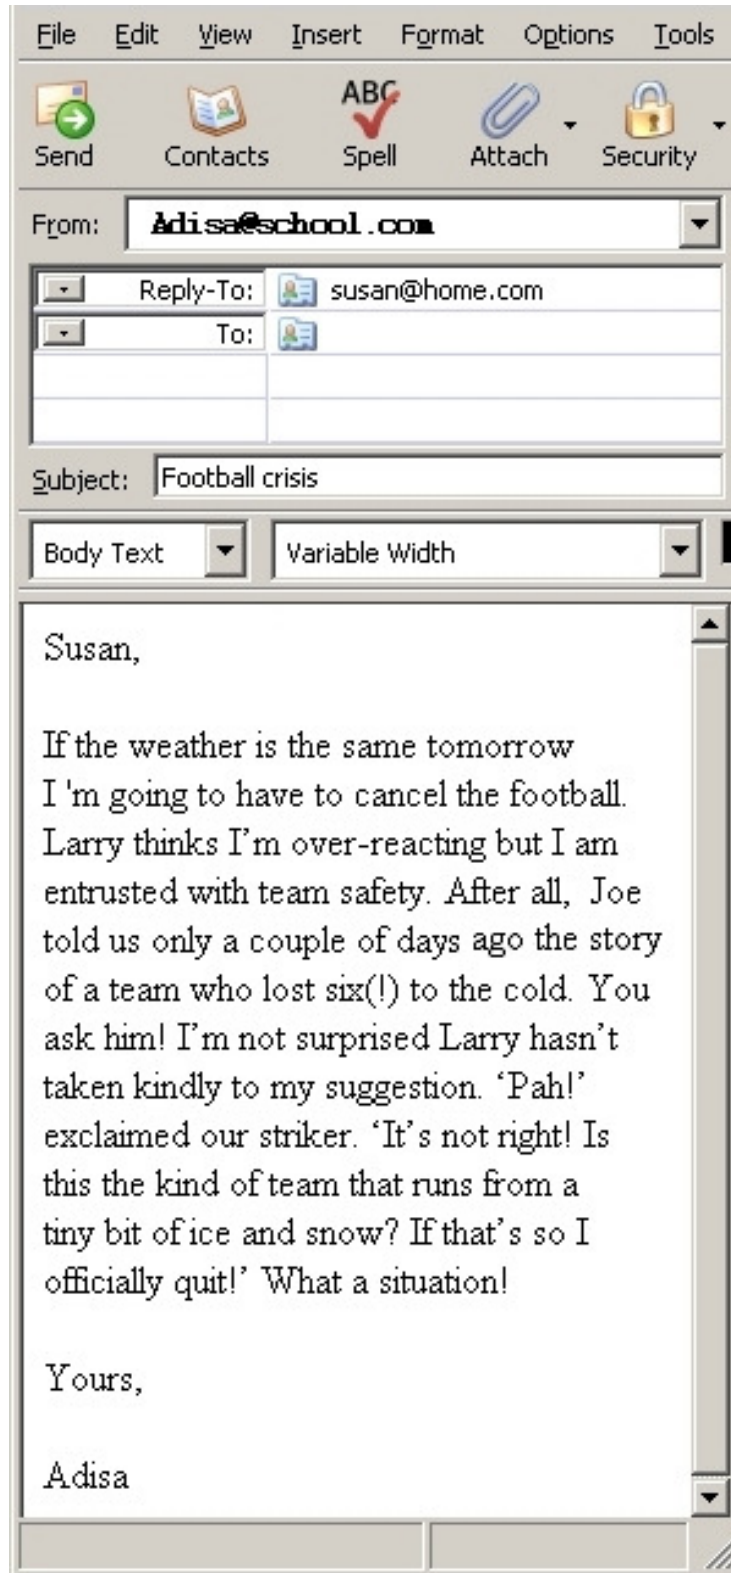 File Edit View Insert Format Options Tools
ABC
Send Contacts Spell Attach Security
From: Adisa@school.com
Reply-To: susan@home.com
To:
Subject: Football crisis
Body Text Variable Width
Susan,
If the weather is the same tomorrow
I 'm going to have to cancel the football.
Larry thinks I’m over-reacting but I am
entrusted with team safety. After all, Joe
told us only a couple of days ago the story
of a team who lost six(!) to the cold. You
ask him! I’m not surprised Larry hasn’t
taken kindly to my suggestion. ‘Pah!’
exclaimed our striker. ‘It’s not right! Is
this the kind of team that runs from a
tiny bit of ice and snow? If that’s so I
officially quit!’ What a situation!
Yours,
Adisa